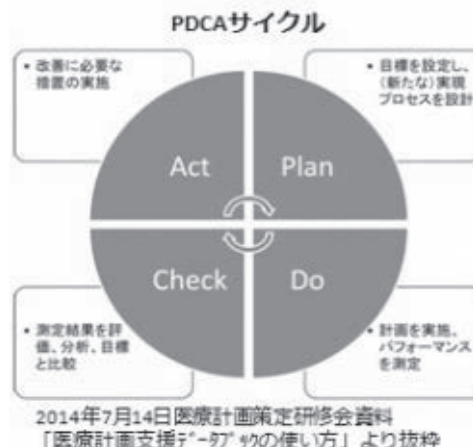 PDCAサイクル
• 改善に必要な
措置の実施
• 目標を設定し、
(新たな)実現
プロセスを設計
Act
Plan
Check
Do
• 測定結果を評
価、分析、目標
と比較
• 計画を実施、
パフォーマンス
を測定
2014年7月14日医療計画策定研修会資料
「医療計画支援データブックの使い方」より抜粋